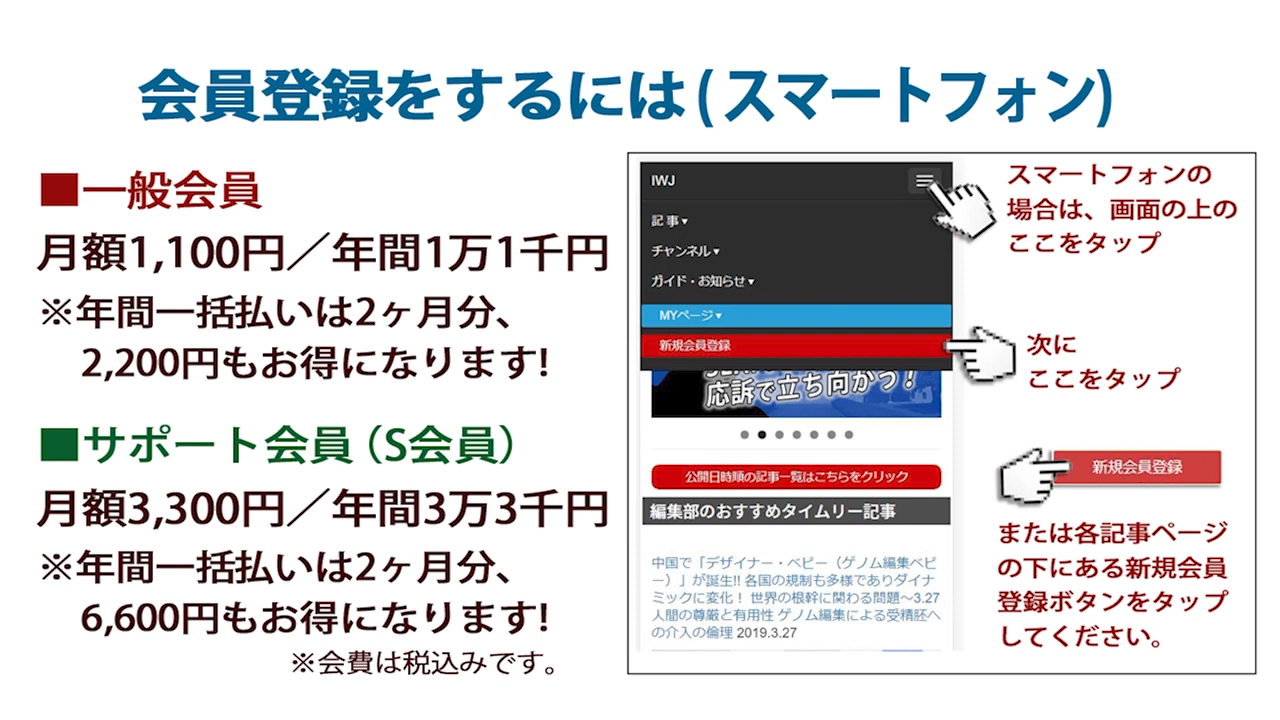 会員登録をするには(スマートフォン)
■一般会員
月額1,100円／年間1万1千円
※年間一括払いは2ヶ月分、
2,200円もお得になります!
■サポート会員（S会員）
月額3,300円／年間3万3千円
※年間一括払いは2ヶ月分、
6,600円もお得になります!
※会費は税込みです。
IWJ
記事▾
チャンネル▾
ガイド・お知らせ▾
MYページ▾
新規会員登録
応訴で立ち向かう！
公開日時順の記事一覧はこちらをクリック
編集部のおすすめタイムリー記事
中国で「デザイナー・ベビー（ゲノム編集ベビ
ー）」が誕生!! 各国の規制も多様でありダイナ
ミックに変化！ 世界の根幹に関わる問題～3.27
人間の尊厳と有用性 ゲノム編集による受精胚へ
の介入の倫理 2019.3.27
スマートフォンの
場合は、画面の上の
ここをタップ
次に
ここをタップ
新規会員登録
または各記事ページ
の下にある新規会員
登録ボタンをタップ
してください。